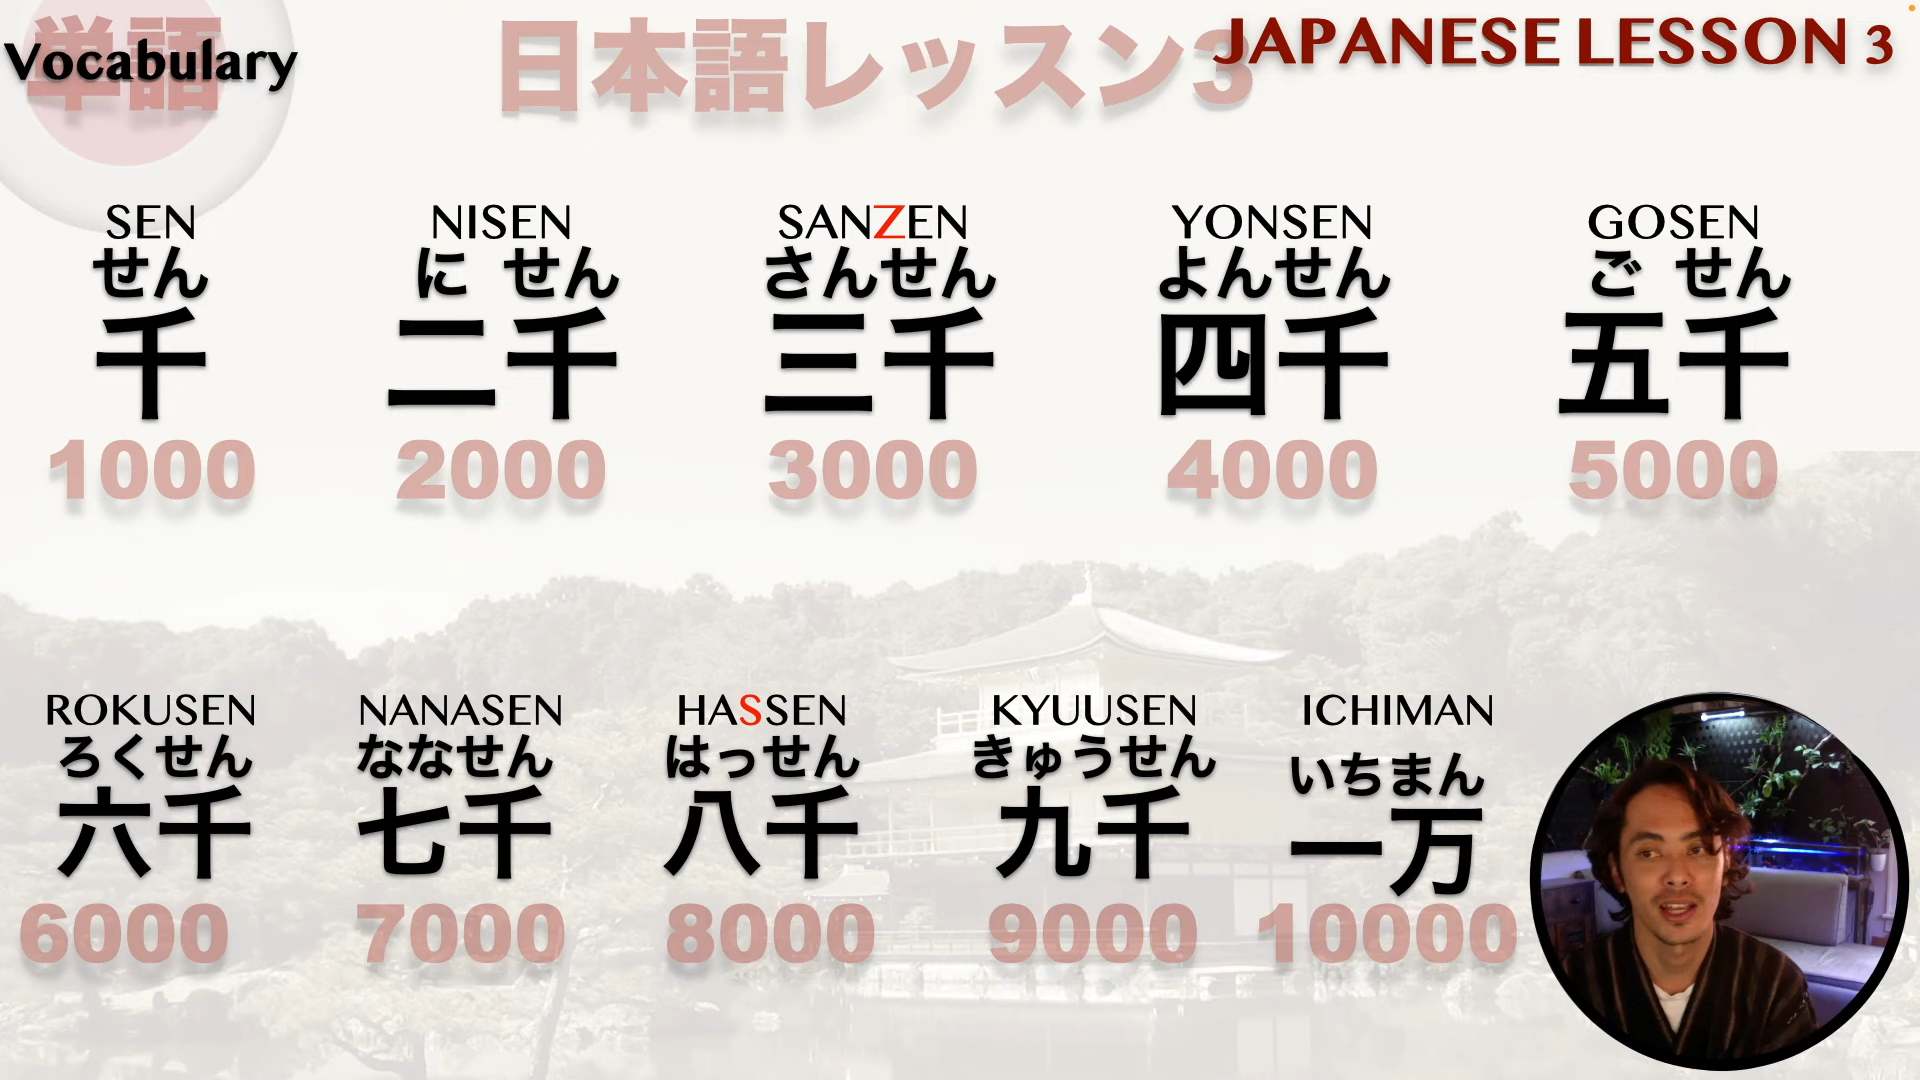 単語
Vocabulary
日本語レッスン3
JAPANESE LESSON 3
SEN NISEN SANZEN YONSEN GOSEN
せん に せん さんせん よんせん ご せん
千 二千 三千 四千 五千
1000 2000 3000 4000 5000
ROKUSEN NANASEN HASSEN KYUUSEN ICHIMAN
ろくせん ななせん はっせん きゅうせん いちまん
六千 七千 八千 九千 一万
6000 7000 8000 9000 10000